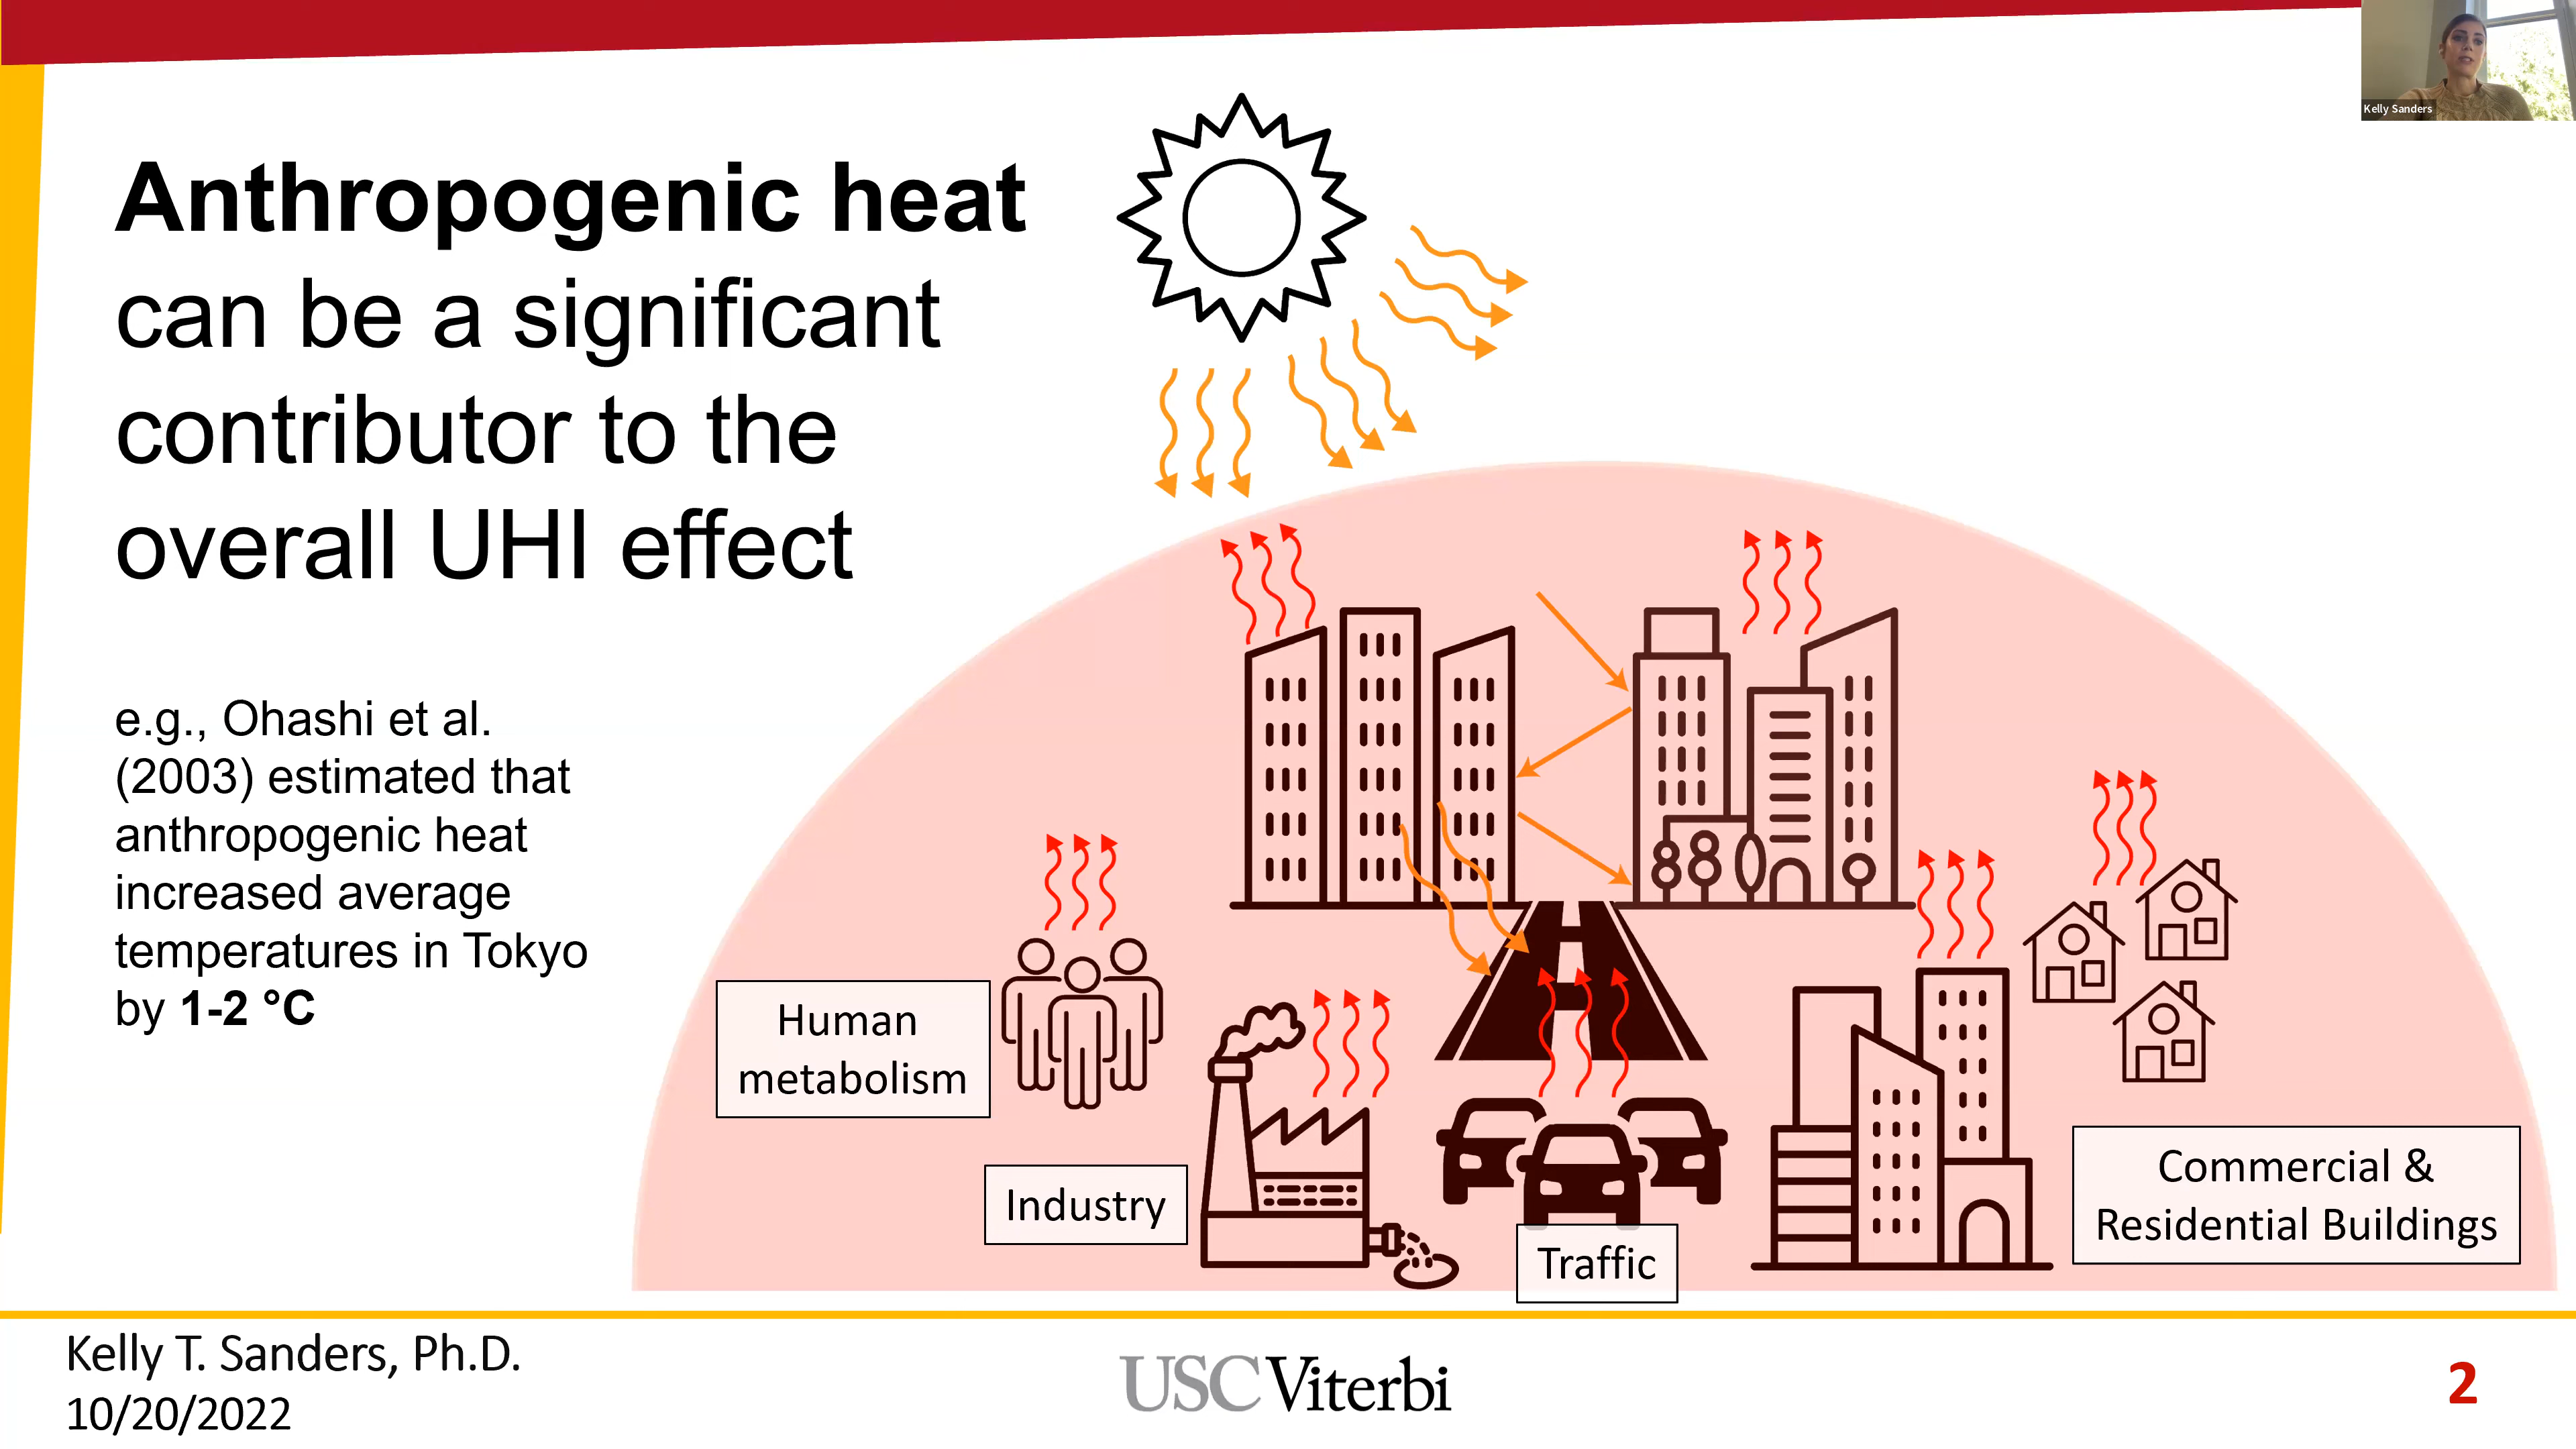 Kelly Sanders
Anthropogenic heat
can be a significant
contributor to the
overall UHI effect
e.g., Ohashi et al.
(2003) estimated that
anthropogenic heat
increased average
temperatures in Tokyo
by 1-2 °C
Human
metabolism
Industry
Traffic
Commercial &
Residential Buildings
Kelly T. Sanders, Ph.D.
10/20/2022
USC Viterbi
2